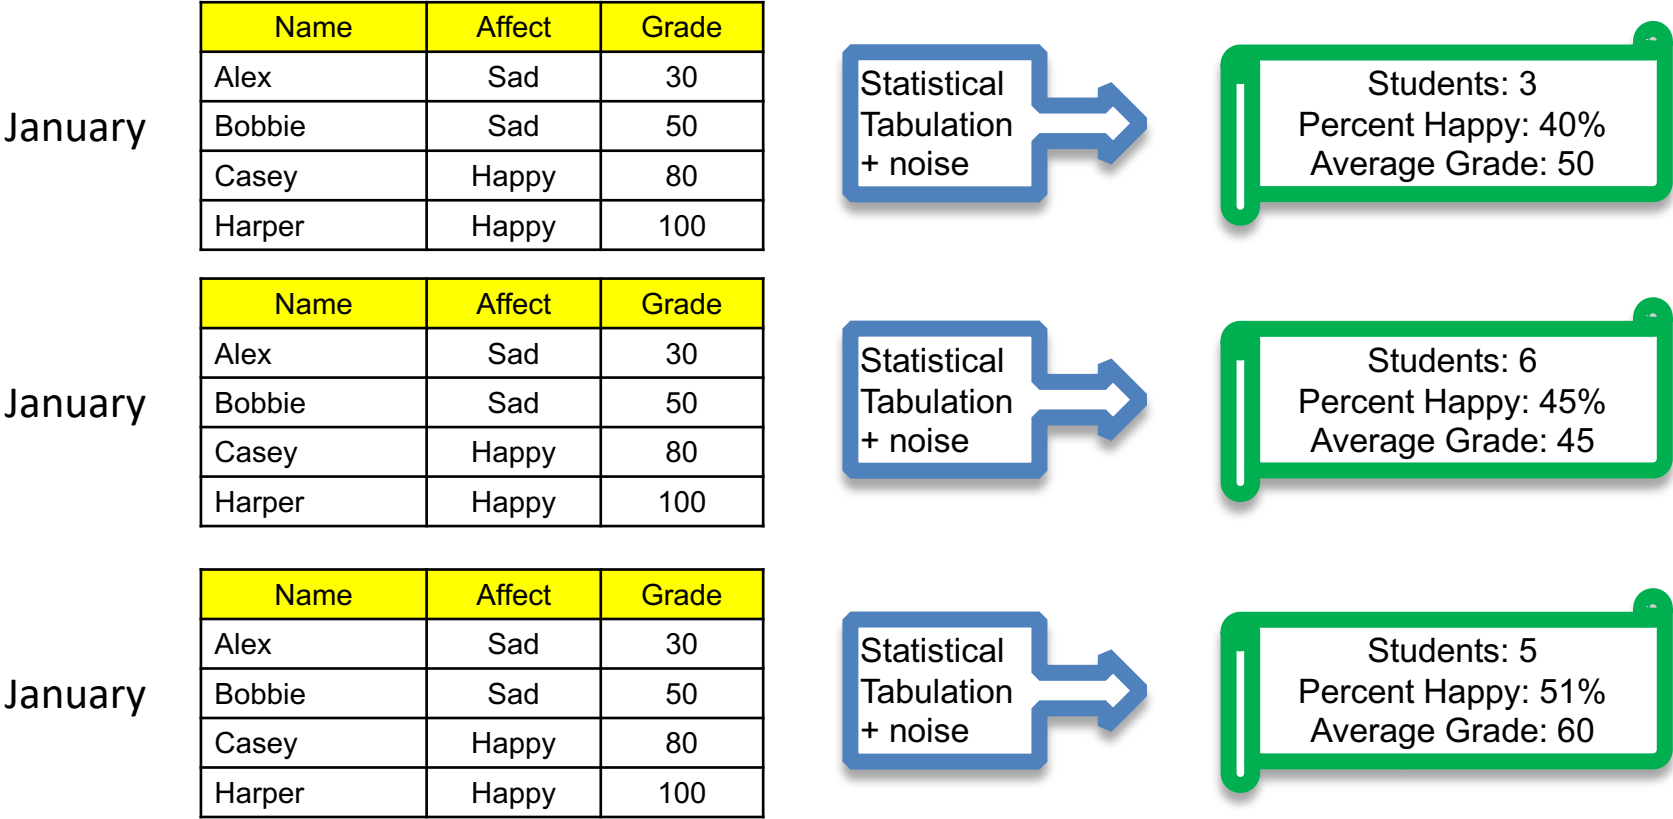 Name Affect Grade
Alex Sad 30
Bobbie Sad 50
Casey Happy 80
Harper Happy 100
January
Statistical
Tabulation
+ noise
Students: 3
Percent Happy: 40%
Average Grade: 50
Name Affect Grade
Alex Sad 30
Bobbie Sad 50
Casey Happy 80
Harper Happy 100
January
Statistical
Tabulation
+ noise
Students: 6
Percent Happy: 45%
Average Grade: 45
Name Affect Grade
Alex Sad 30
Bobbie Sad 50
Casey Happy 80
Harper Happy 100
January
Statistical
Tabulation
+ noise
Students: 5
Percent Happy: 51%
Average Grade: 60